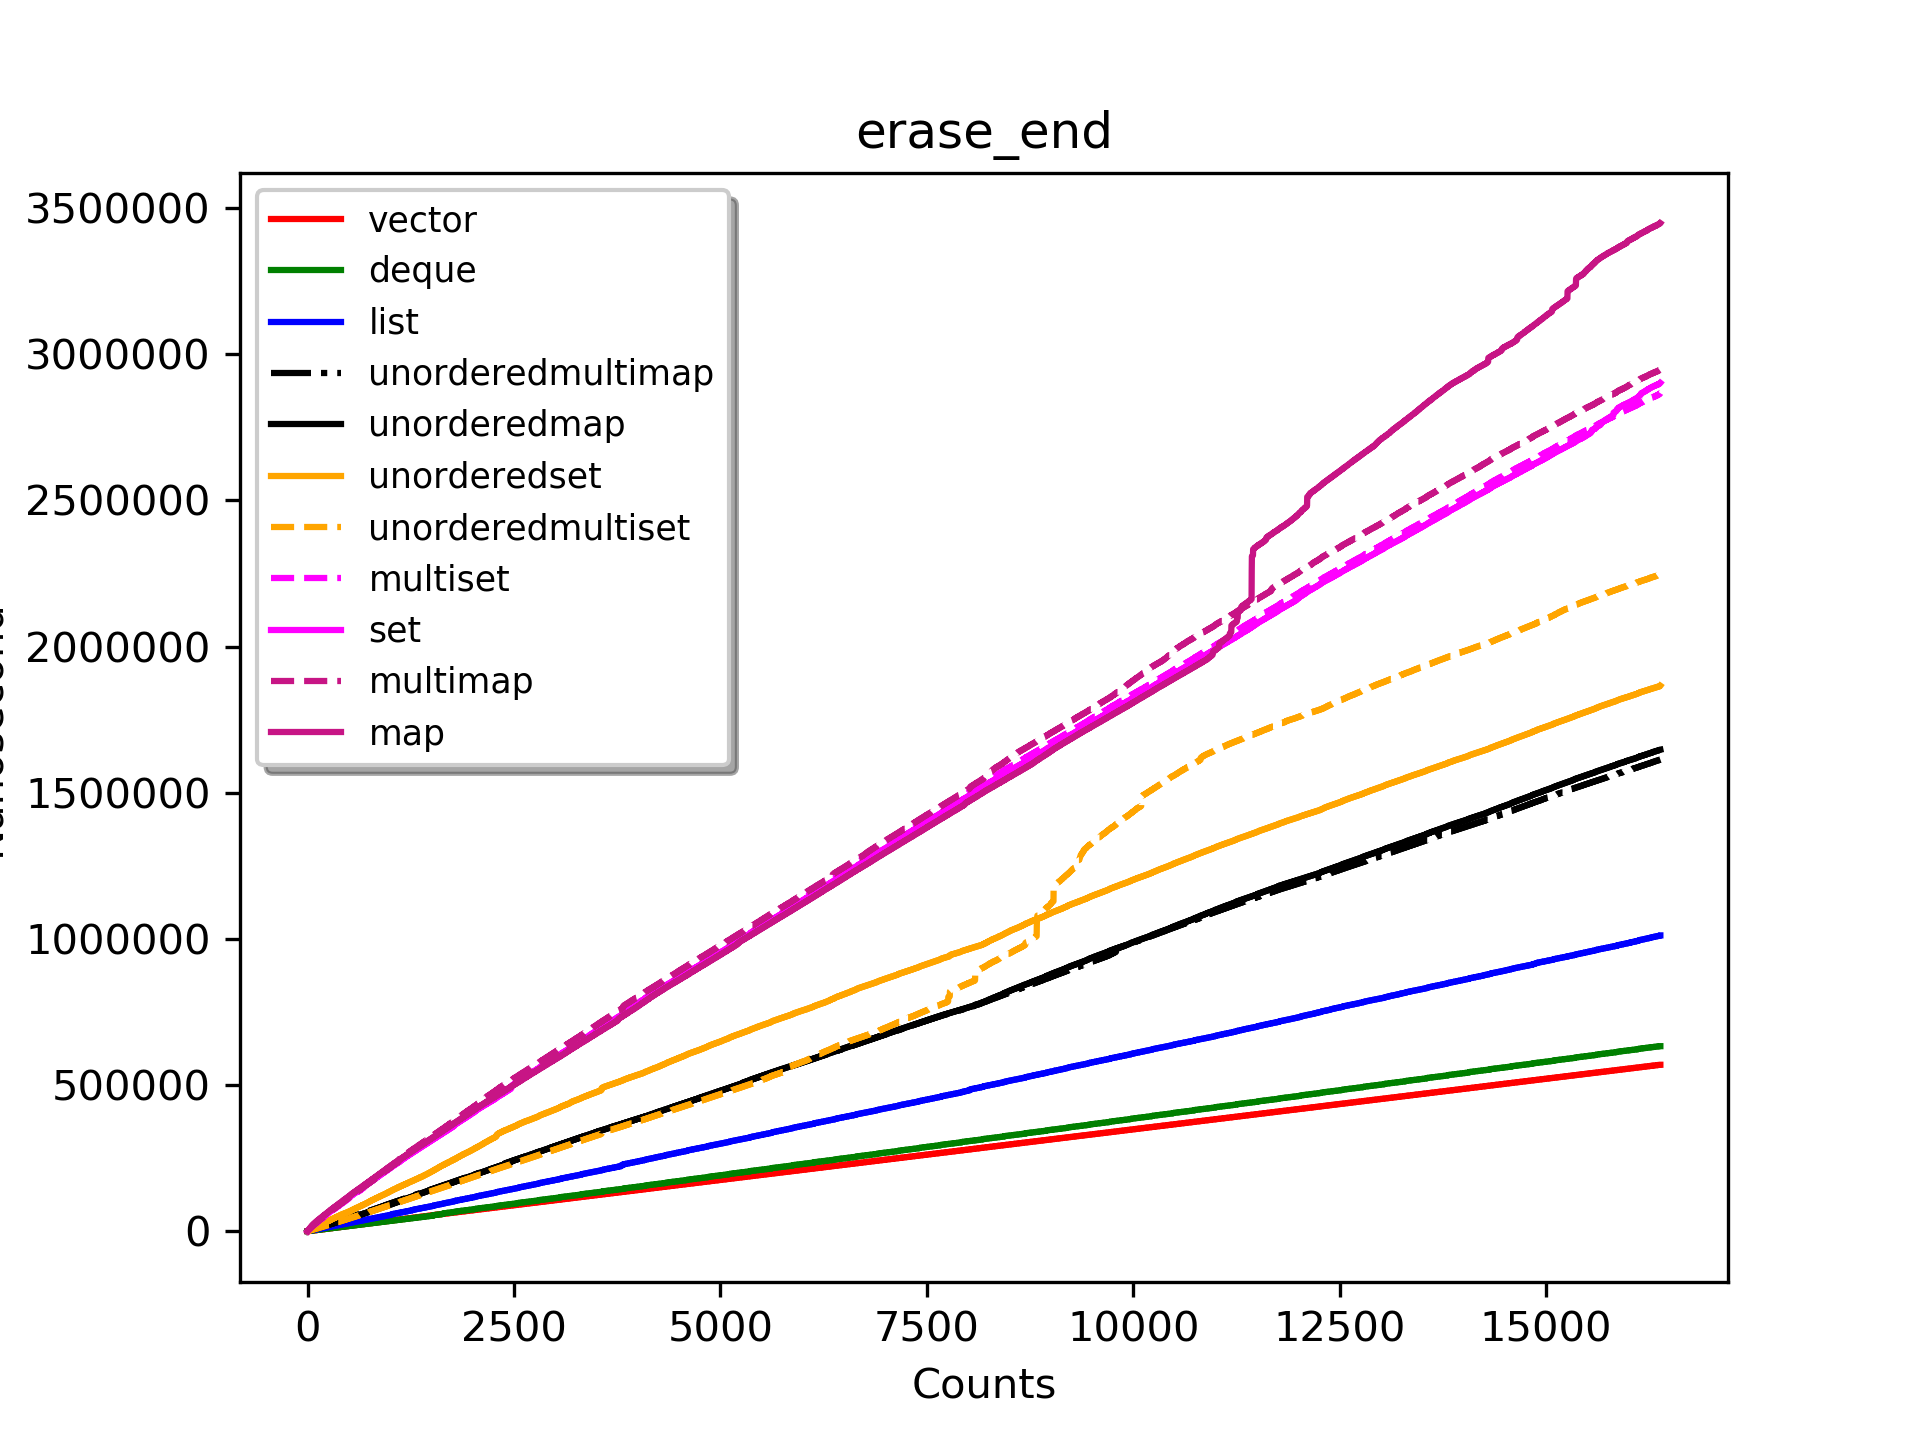 erase_end
3500000
3000000
2500000
2000000
1500000
1000000
500000
0
vector
deque
list
unorderedmultimap
unorderedmap
unorderedset
unorderedmultiset
multiset
set
multimap
map
0 2500 5000 7500 10000 12500 15000
Counts